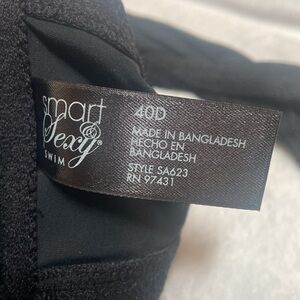 smart
& Sexy®
SWIM
40D
MADE IN BANGLADESH
HECHO EN
BANGLADESH
STYLE SA623
RN 97431